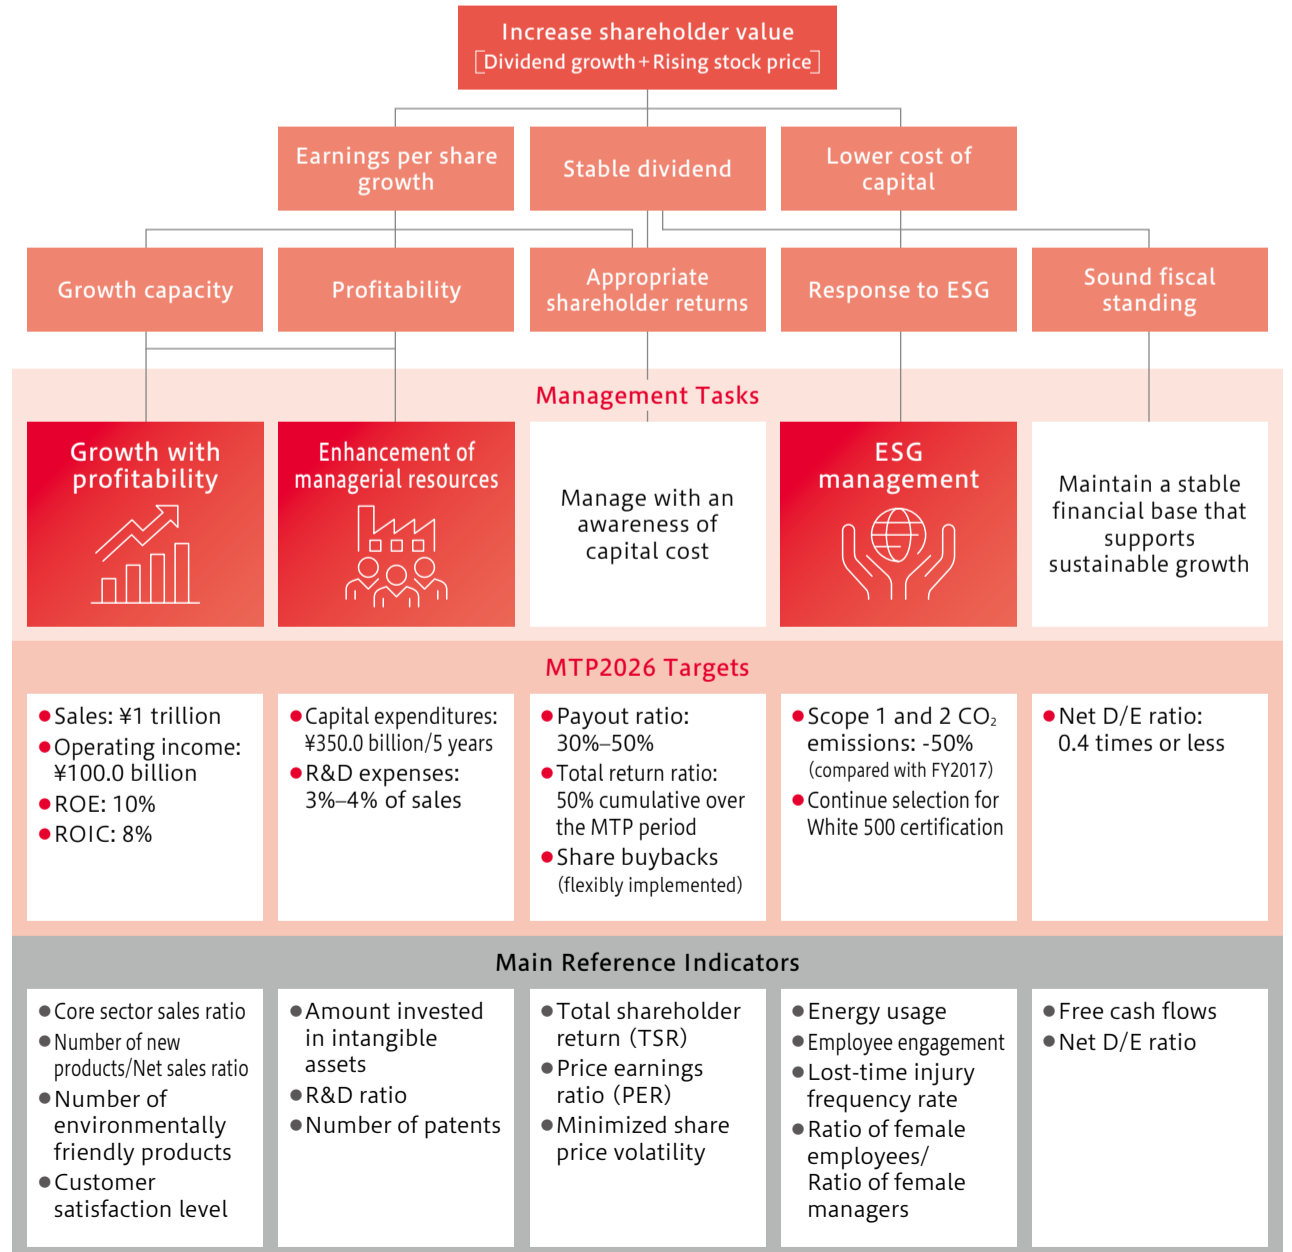 Increase shareholder value
[Dividend growth+Rising stock price]
Earnings per share
growth
Stable dividend
Lower cost of
capital
Growth capacity
Profitability
Appropriate
shareholder returns
Response to ESG
Sound fiscal
standing
Management Tasks
Growth with
profitability
Enhancement of
managerial resources
Manage with an
awareness of
capital cost
ESG
management
Maintain a stable
financial base that
supports
sustainable growth
MTP2026 Targets
●Sales: ¥1 trillion
●Operating income:
¥100.0 billion
●ROE: 10%
●ROIC: 8%
●Capital expenditures:
¥350.0 billion/5 years
●R&D expenses:
3%–4% of sales
●Payout ratio:
30%–50%
●Total return ratio:
50% cumulative over
the MTP period
●Share buybacks
(flexibly implemented)
●Scope 1 and 2 CO₂
emissions: -50%
(compared with FY2017)
●Continue selection for
White 500 certification
●Net D/E ratio:
0.4 times or less
Main Reference Indicators
●Core sector sales ratio
●Number of new
products/Net sales ratio
●Number of
environmentally
friendly products
●Customer
satisfaction level
●Amount invested
in intangible
assets
●R&D ratio
●Number of patents
●Total shareholder
return (TSR)
●Price earnings
ratio (PER)
●Minimized share
price volatility
●Energy usage
●Employee engagement
●Lost-time injury
frequency rate
●Ratio of female
employees/
Ratio of female
managers
●Free cash flows
●Net D/E ratio